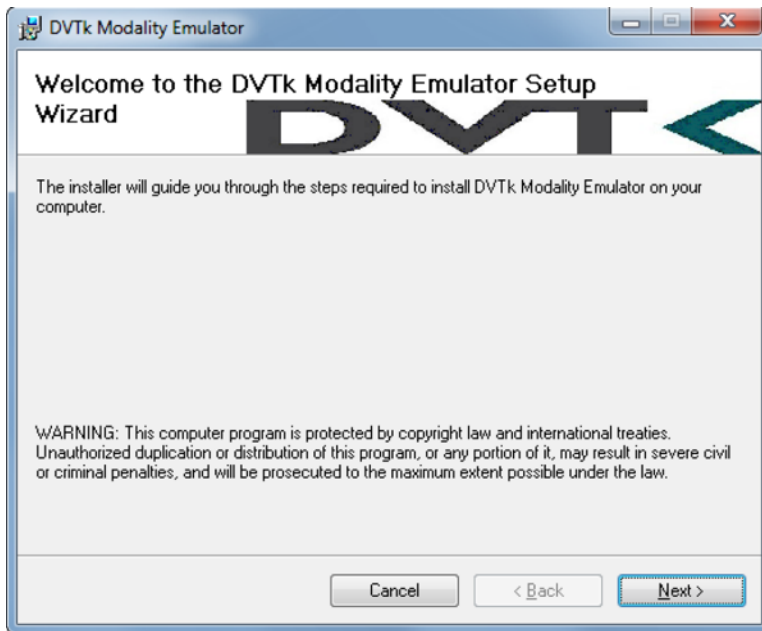 DVTk Modality Emulator
Welcome to the DVTk Modality Emulator Setup
Wizard
DVTK
The installer will guide you through the steps required to install DVTk Modality Emulator on your
computer.
WARNING: This computer program is protected by copyright law and international treaties.
Unauthorized duplication or distribution of this program, or any portion of it, may result in severe civil
or criminal penalties, and will be prosecuted to the maximum extent possible under the law.
Cancel
< Back
Next >